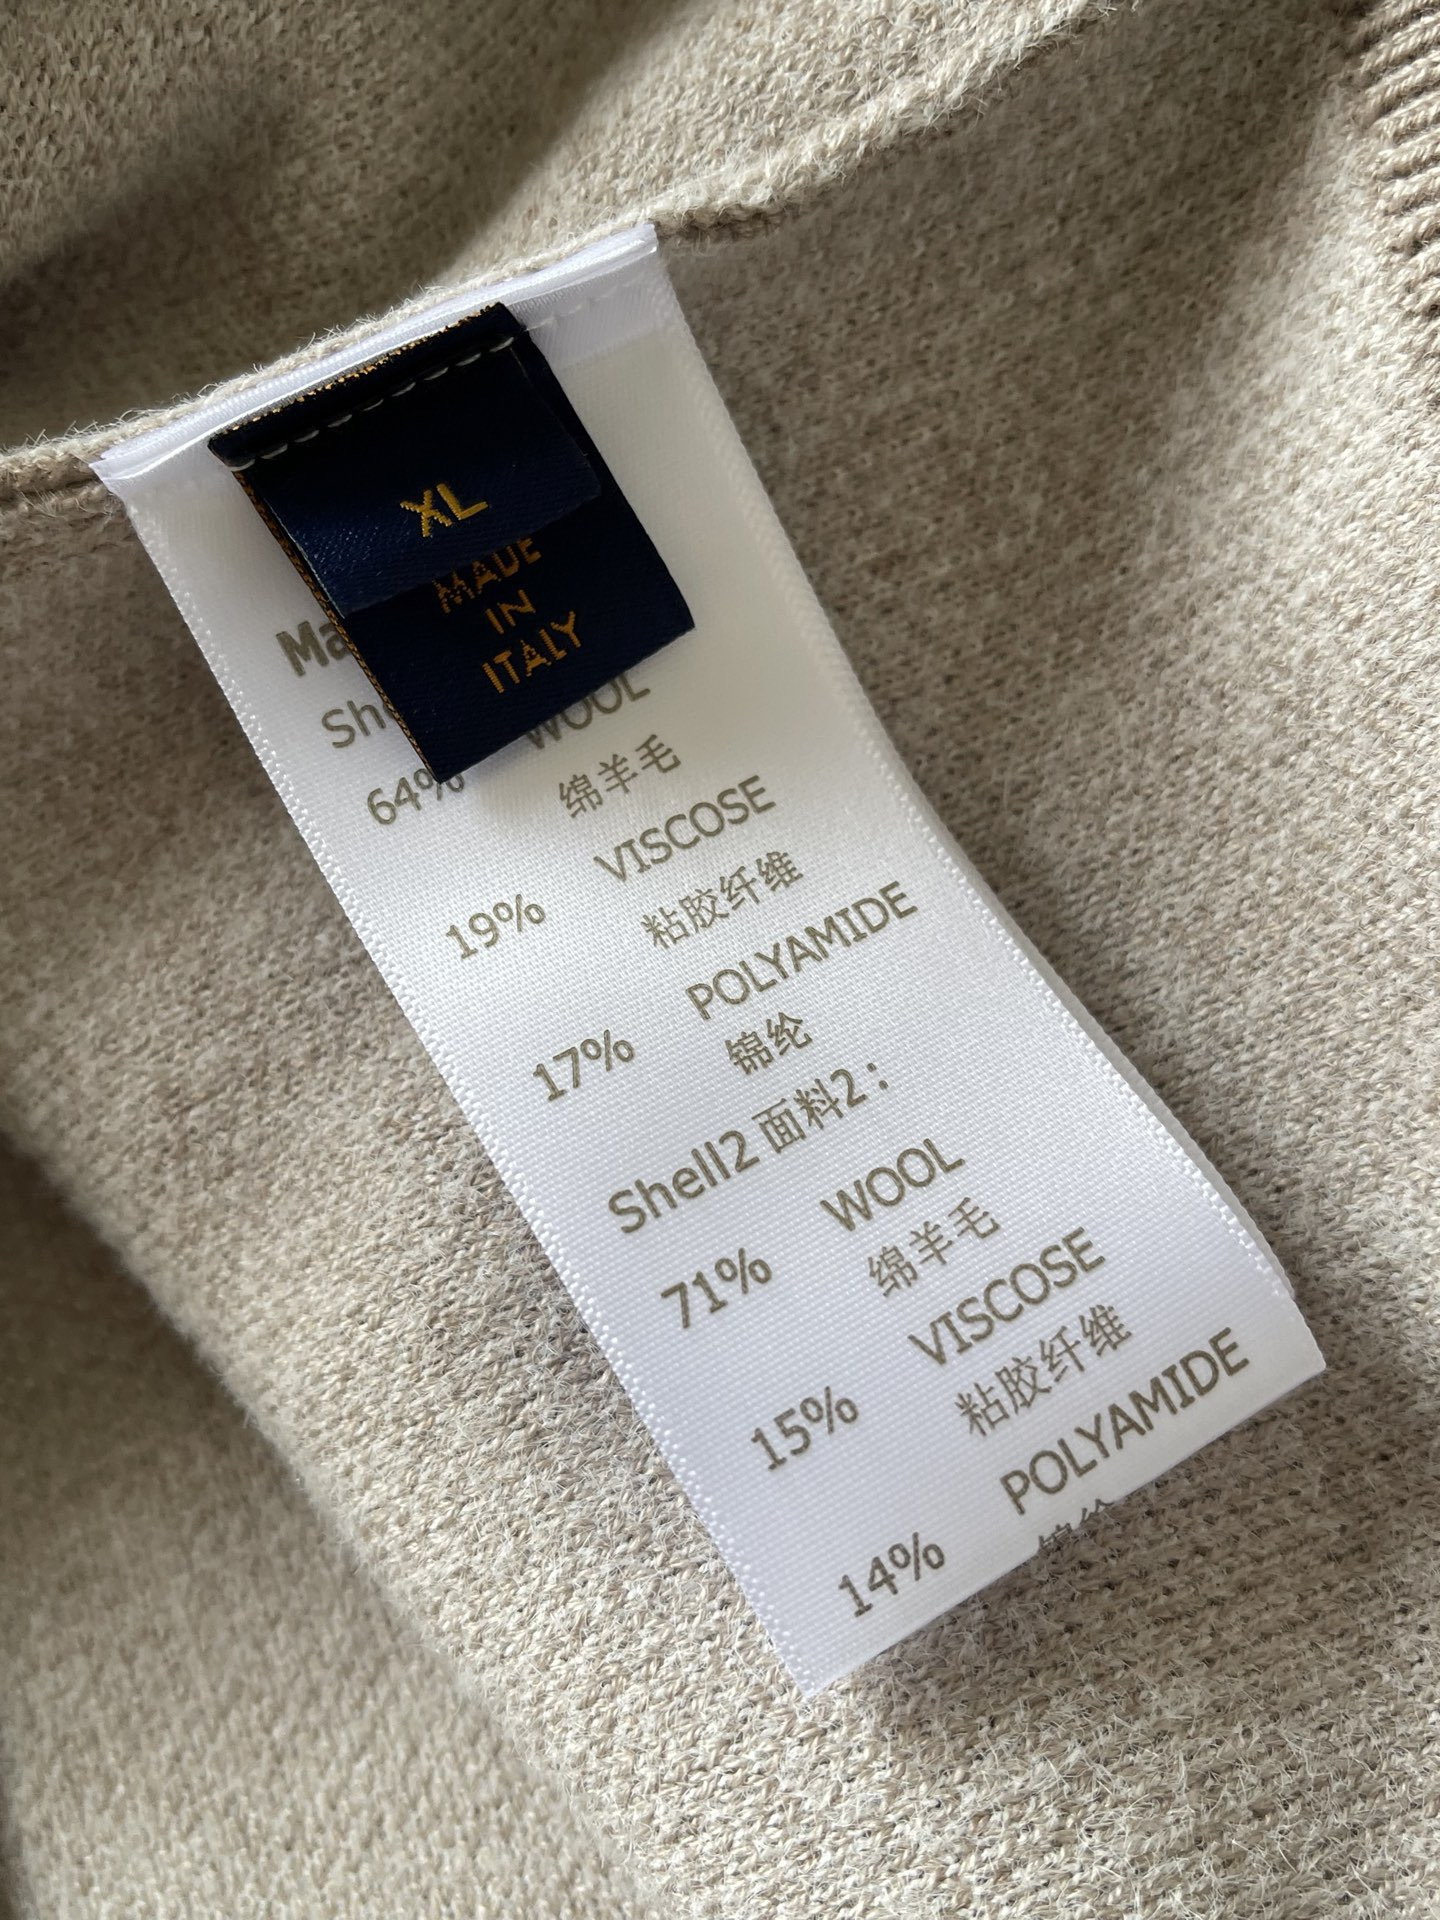 XL
MADE
IN
ITALY
64% WOOL
绵羊毛
VISCOSE
19% 粘胶纤维
POLYAMIDE
17% 锦纶
Shell2 面料2:
71% WOOL
绵羊毛
VISCOSE
15% 粘胶纤维
POLYAMIDE
14%